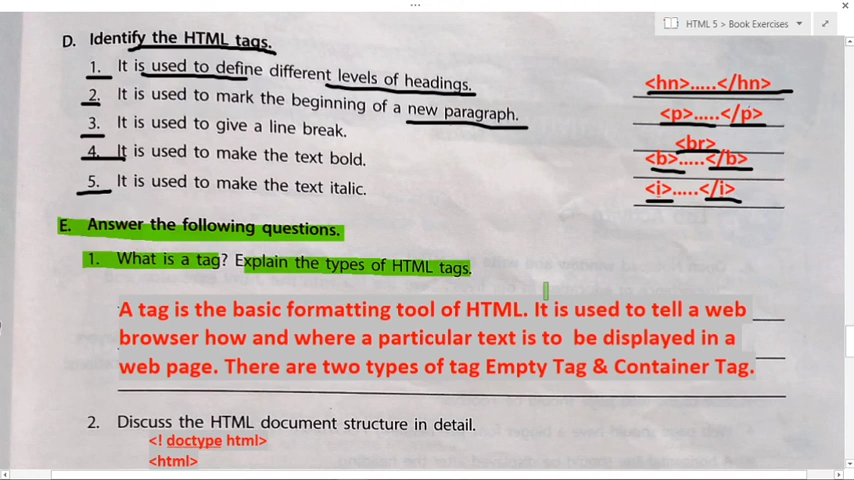 HTML 5 > Book Exercises
D. Identify the HTML tags.
1. It is used to define different levels of headings. <hn>.....</hn>
2. It is used to mark the beginning of a new paragraph. <p>.....</p>
3. It is used to give a line break. <br>
4. It is used to make the text bold. <b>.....</b>
5. It is used to make the text italic. <i>.....</i>
E. Answer the following questions.
1. What is a tag? Explain the types of HTML tags.
A tag is the basic formatting tool of HTML. It is used to tell a web
browser how and where a particular text is to be displayed in a
web page. There are two types of tag Empty Tag & Container Tag.
2. Discuss the HTML document structure in detail.
<! doctype html>
<html>